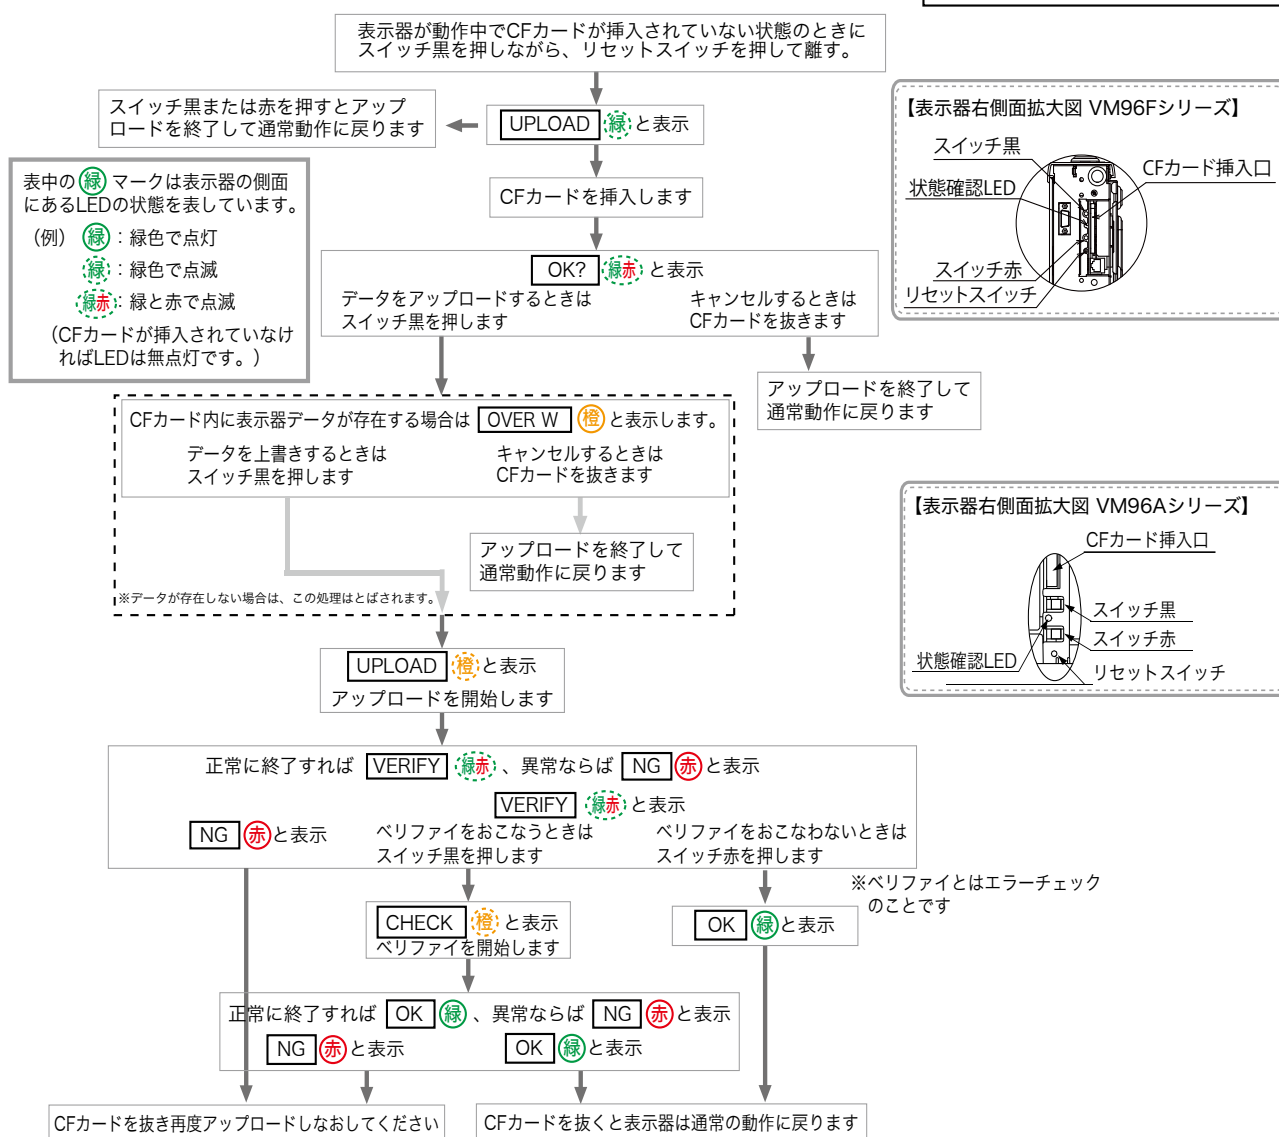 表示器が動作中でCFカードが挿入されていない状態のときに
スイッチ黒を押しながら、リセットスイッチを押して離す。
スイッチ黒または赤を押すとアップ
ロードを終了して通常動作に戻ります
UPLOAD 緑 と表示
表中の 緑 マークは表示器の側面
にあるLEDの状態を表しています。
（例） 緑 ：緑色で点灯
緑 ：緑色で点滅
緑赤 ：緑と赤で点滅
（CFカードが挿入されていなけ
ればLEDは無点灯です。）
CFカードを挿入します
OK? 緑赤 と表示
データをアップロードするときは
スイッチ黒を押します
キャンセルするときは
CFカードを抜きます
アップロードを終了して
通常動作に戻ります
CFカード内に表示器データが存在する場合は OVER W 橙 と表示します。
データを上書きするときは
スイッチ黒を押します
キャンセルするときは
CFカードを抜きます
アップロードを終了して
通常動作に戻ります
※データが存在しない場合は、この処理はとばされます。
UPLOAD 橙 と表示
アップロードを開始します
正常に終了すれば VERIFY 緑赤 、異常ならば NG 赤 と表示
VERIFY 緑赤 と表示
NG 赤 と表示
ベリファイをおこなうときは
スイッチ黒を押します
ベリファイをおこなわないときは
スイッチ赤を押します
※ベリファイとはエラーチェック
のことです
CHECK 橙 と表示
ベリファイを開始します
OK 緑 と表示
正常に終了すれば OK 緑 、異常ならば NG 赤 と表示
NG 赤 と表示
OK 緑 と表示
CFカードを抜き再度アップロードしなおしてください
CFカードを抜くと表示器は通常の動作に戻ります
【表示器右側面拡大図 VM96Fシリーズ】
スイッチ黒
CFカード挿入口
状態確認LED
スイッチ赤
リセットスイッチ
【表示器右側面拡大図 VM96Aシリーズ】
CFカード挿入口
スイッチ黒
スイッチ赤
状態確認LED
リセットスイッチ